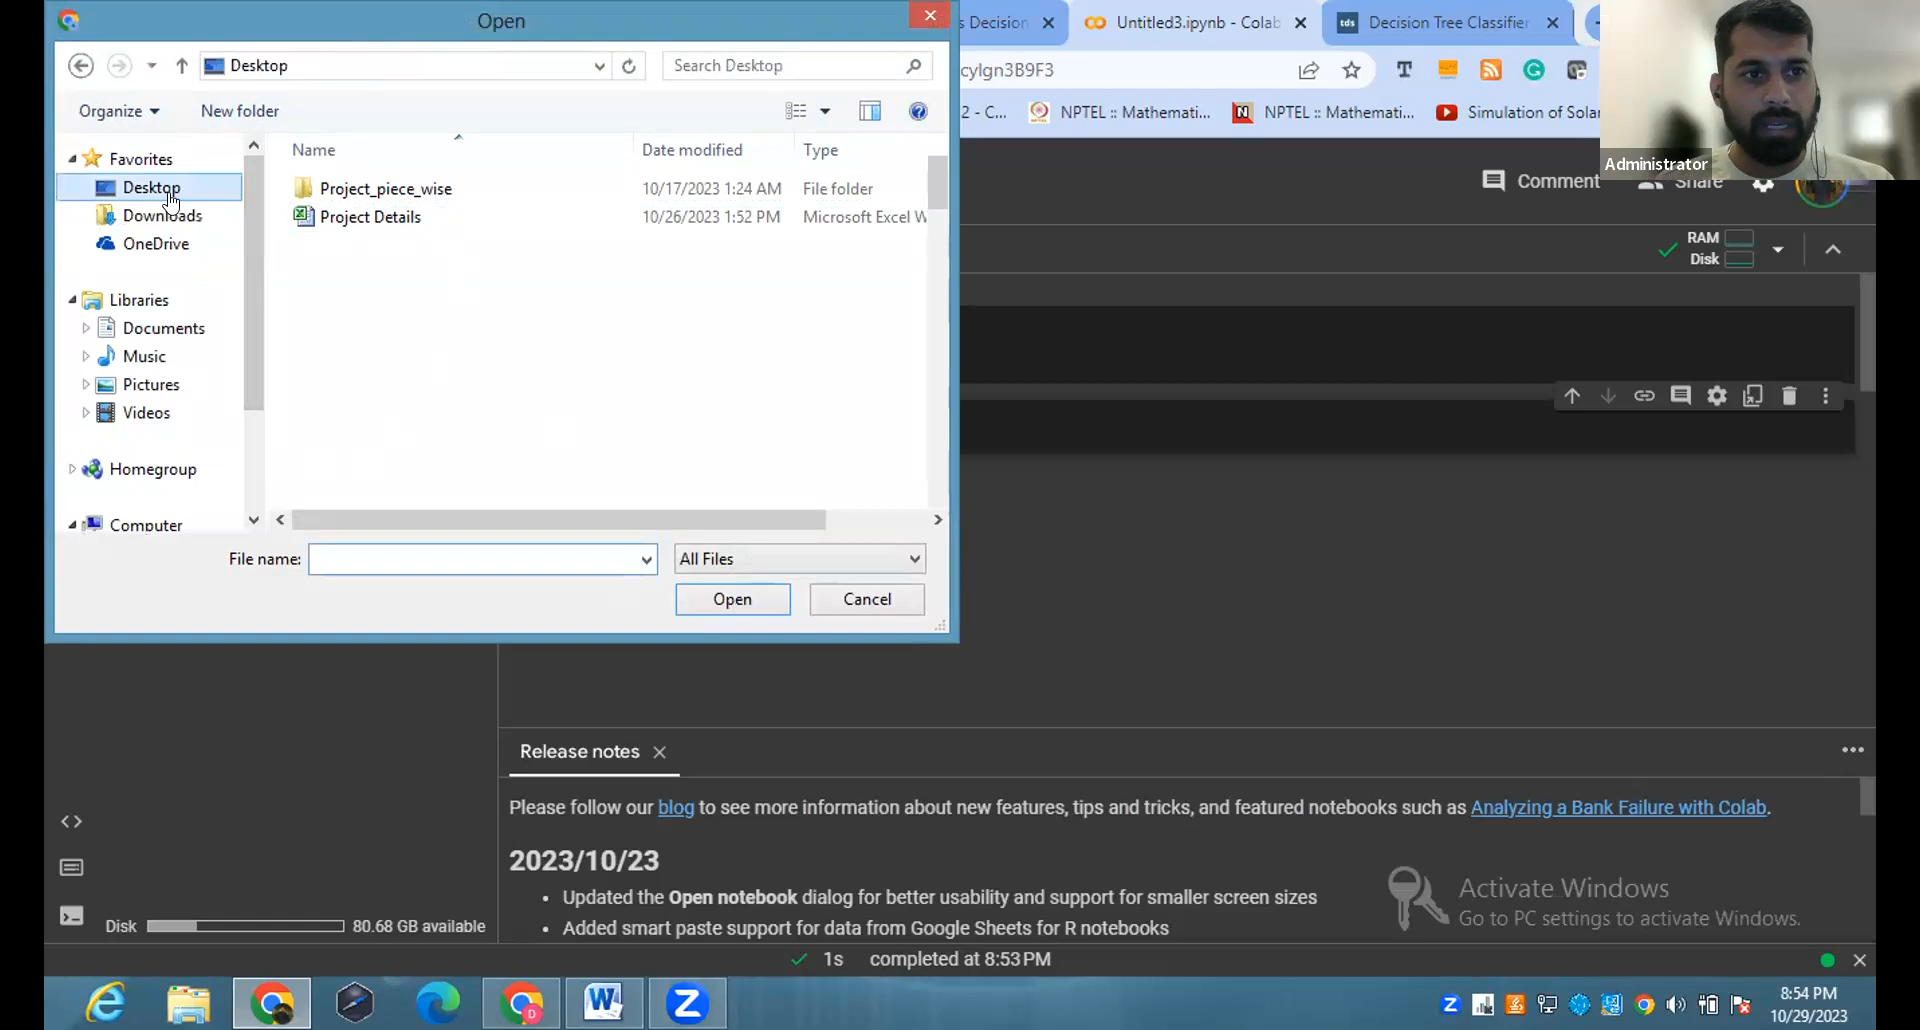 Open
s Decision
Untitled3.ipynb - Colab
tds Decision Tree Classifier
Desktop
Search Desktop
cylgn3B9F3
Organize
New folder
2 - C...
NPTEL :: Mathemati...
NPTEL :: Mathemati...
Simulation of Sola
Administrator
Name
Date modified
Type
Favorites
Desktop
Downloads
OneDrive
Project_piece_wise
10/17/2023 1:24 AM
File folder
Project Details
10/26/2023 1:52 PM
Microsoft Excel W
Comment
Share
RAM
Disk
Libraries
Documents
Music
Pictures
Videos
Homegroup
Computer
File name:
All Files
Open
Cancel
Release notes
Please follow our blog to see more information about new features, tips and tricks, and featured notebooks such as Analyzing a Bank Failure with Colab.
2023/10/23
• Updated the Open notebook dialog for better usability and support for smaller screen sizes
• Added smart paste support for data from Google Sheets for R notebooks
Activate Windows
Go to PC settings to activate Windows.
Disk
80.68 GB available
1s completed at 8:53 PM
8:54 PM
10/29/2023